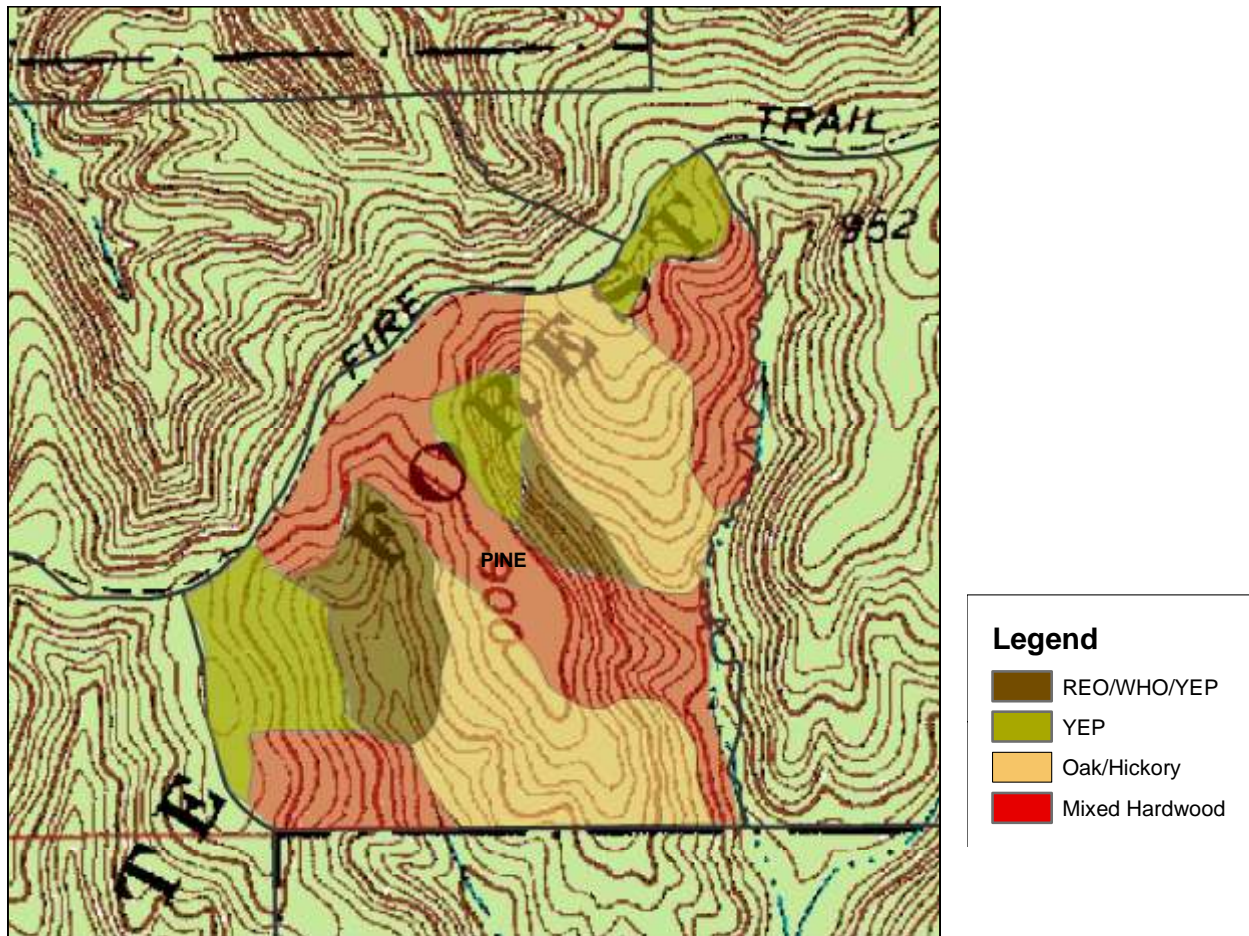 TRAIL
952
FIRE
FOREST
PINE
TE
Legend
REO/WHO/YEP
YEP
Oak/Hickory
Mixed Hardwood